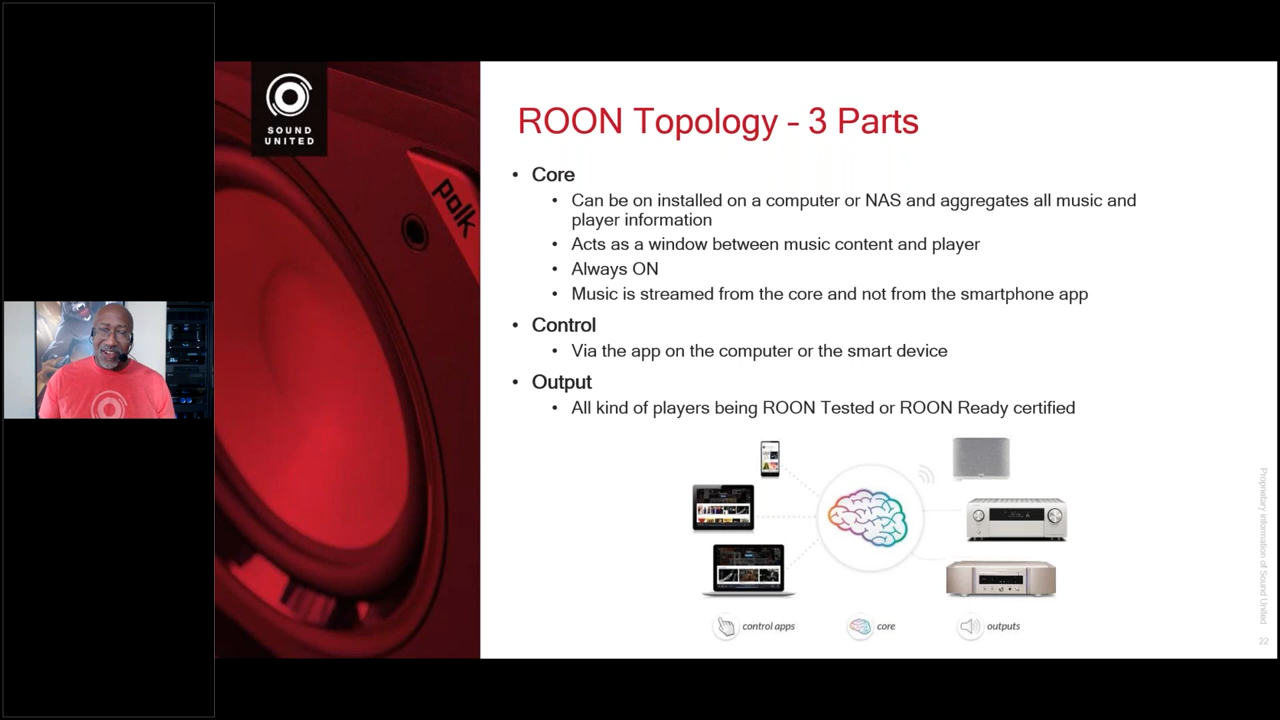 SOUND
UNITED
polk
ROON Topology - 3 Parts
• Core
• Can be on installed on a computer or NAS and aggregates all music and
player information
• Acts as a window between music content and player
• Always ON
• Music is streamed from the core and not from the smartphone app
• Control
• Via the app on the computer or the smart device
• Output
• All kind of players being ROON Tested or ROON Ready certified
control apps
core
outputs
Proprietary Information of Sound United
22